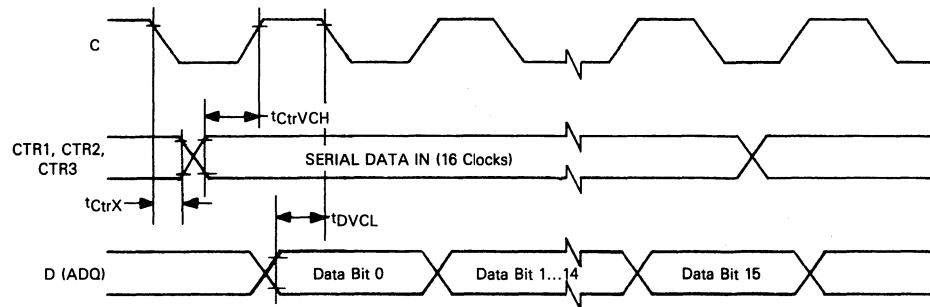 C
tCtrVCH
CTR1, CTR2,
CTR3
SERIAL DATA IN (16 Clocks)
tCtrX
tDVCL
D (ADQ)
Data Bit 0
Data Bit 1...14
Data Bit 15